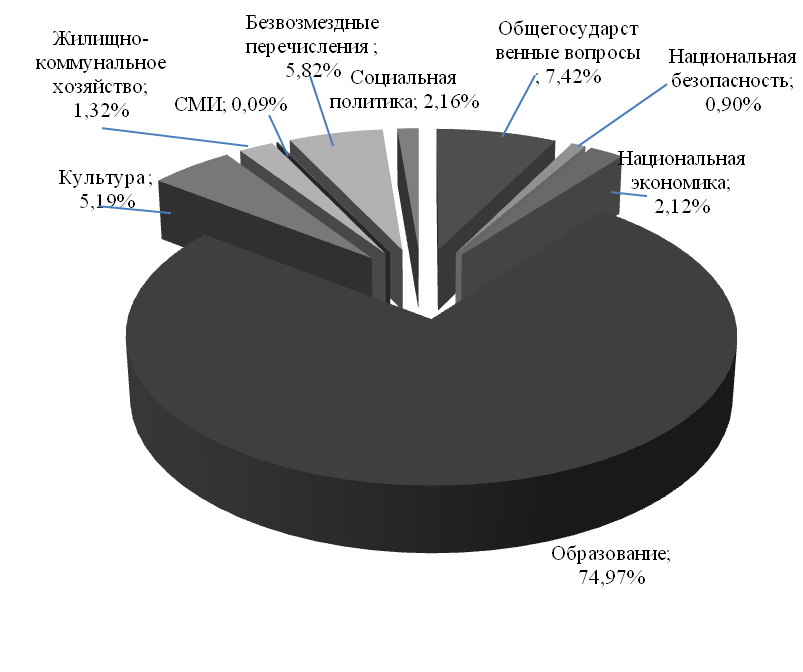 Жилищно-
коммунальное
хозяйство;
1,32%
Безвозмездные
перечисления ;
5,82%
Общегосударст
венные вопросы
; 7,42%
Национальная
безопасность;
0,90%
СМИ; 0,09%
Социальная
политика; 2,16%
Культура ;
5,19%
Национальная
экономика;
2,12%
Образование;
74,97%